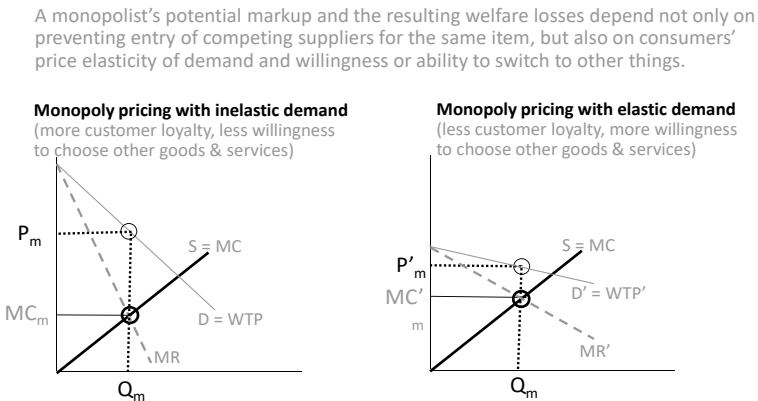 A monopolist's potential markup and the resulting welfare losses depend not only on
preventing entry of competing suppliers for the same item, but also on consumers'
price elasticity of demand and willingness or ability to switch to other things.
Monopoly pricing with inelastic demand
(more customer loyalty, less willingness
to choose other goods & services)
Pm
S = MC
MCm
D = WTP
MR
Qm
Monopoly pricing with elastic demand
(less customer loyalty, more willingness
to choose other goods & services)
S = MC
P'm
D' = WTP'
MC'
m
MR'
Qm